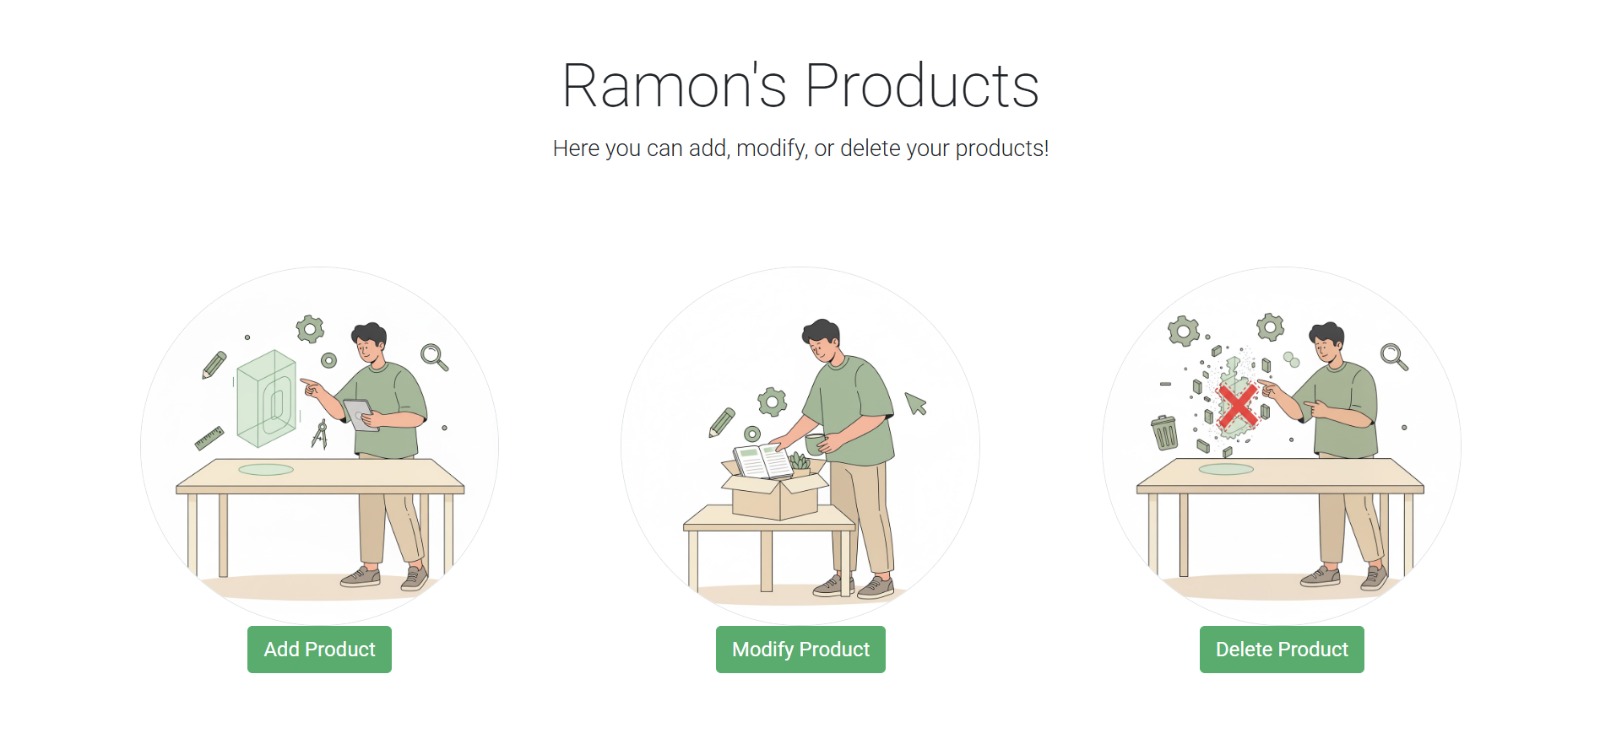 Ramon's Products
Here you can add, modify, or delete your products!
Add Product
Modify Product
Delete Product